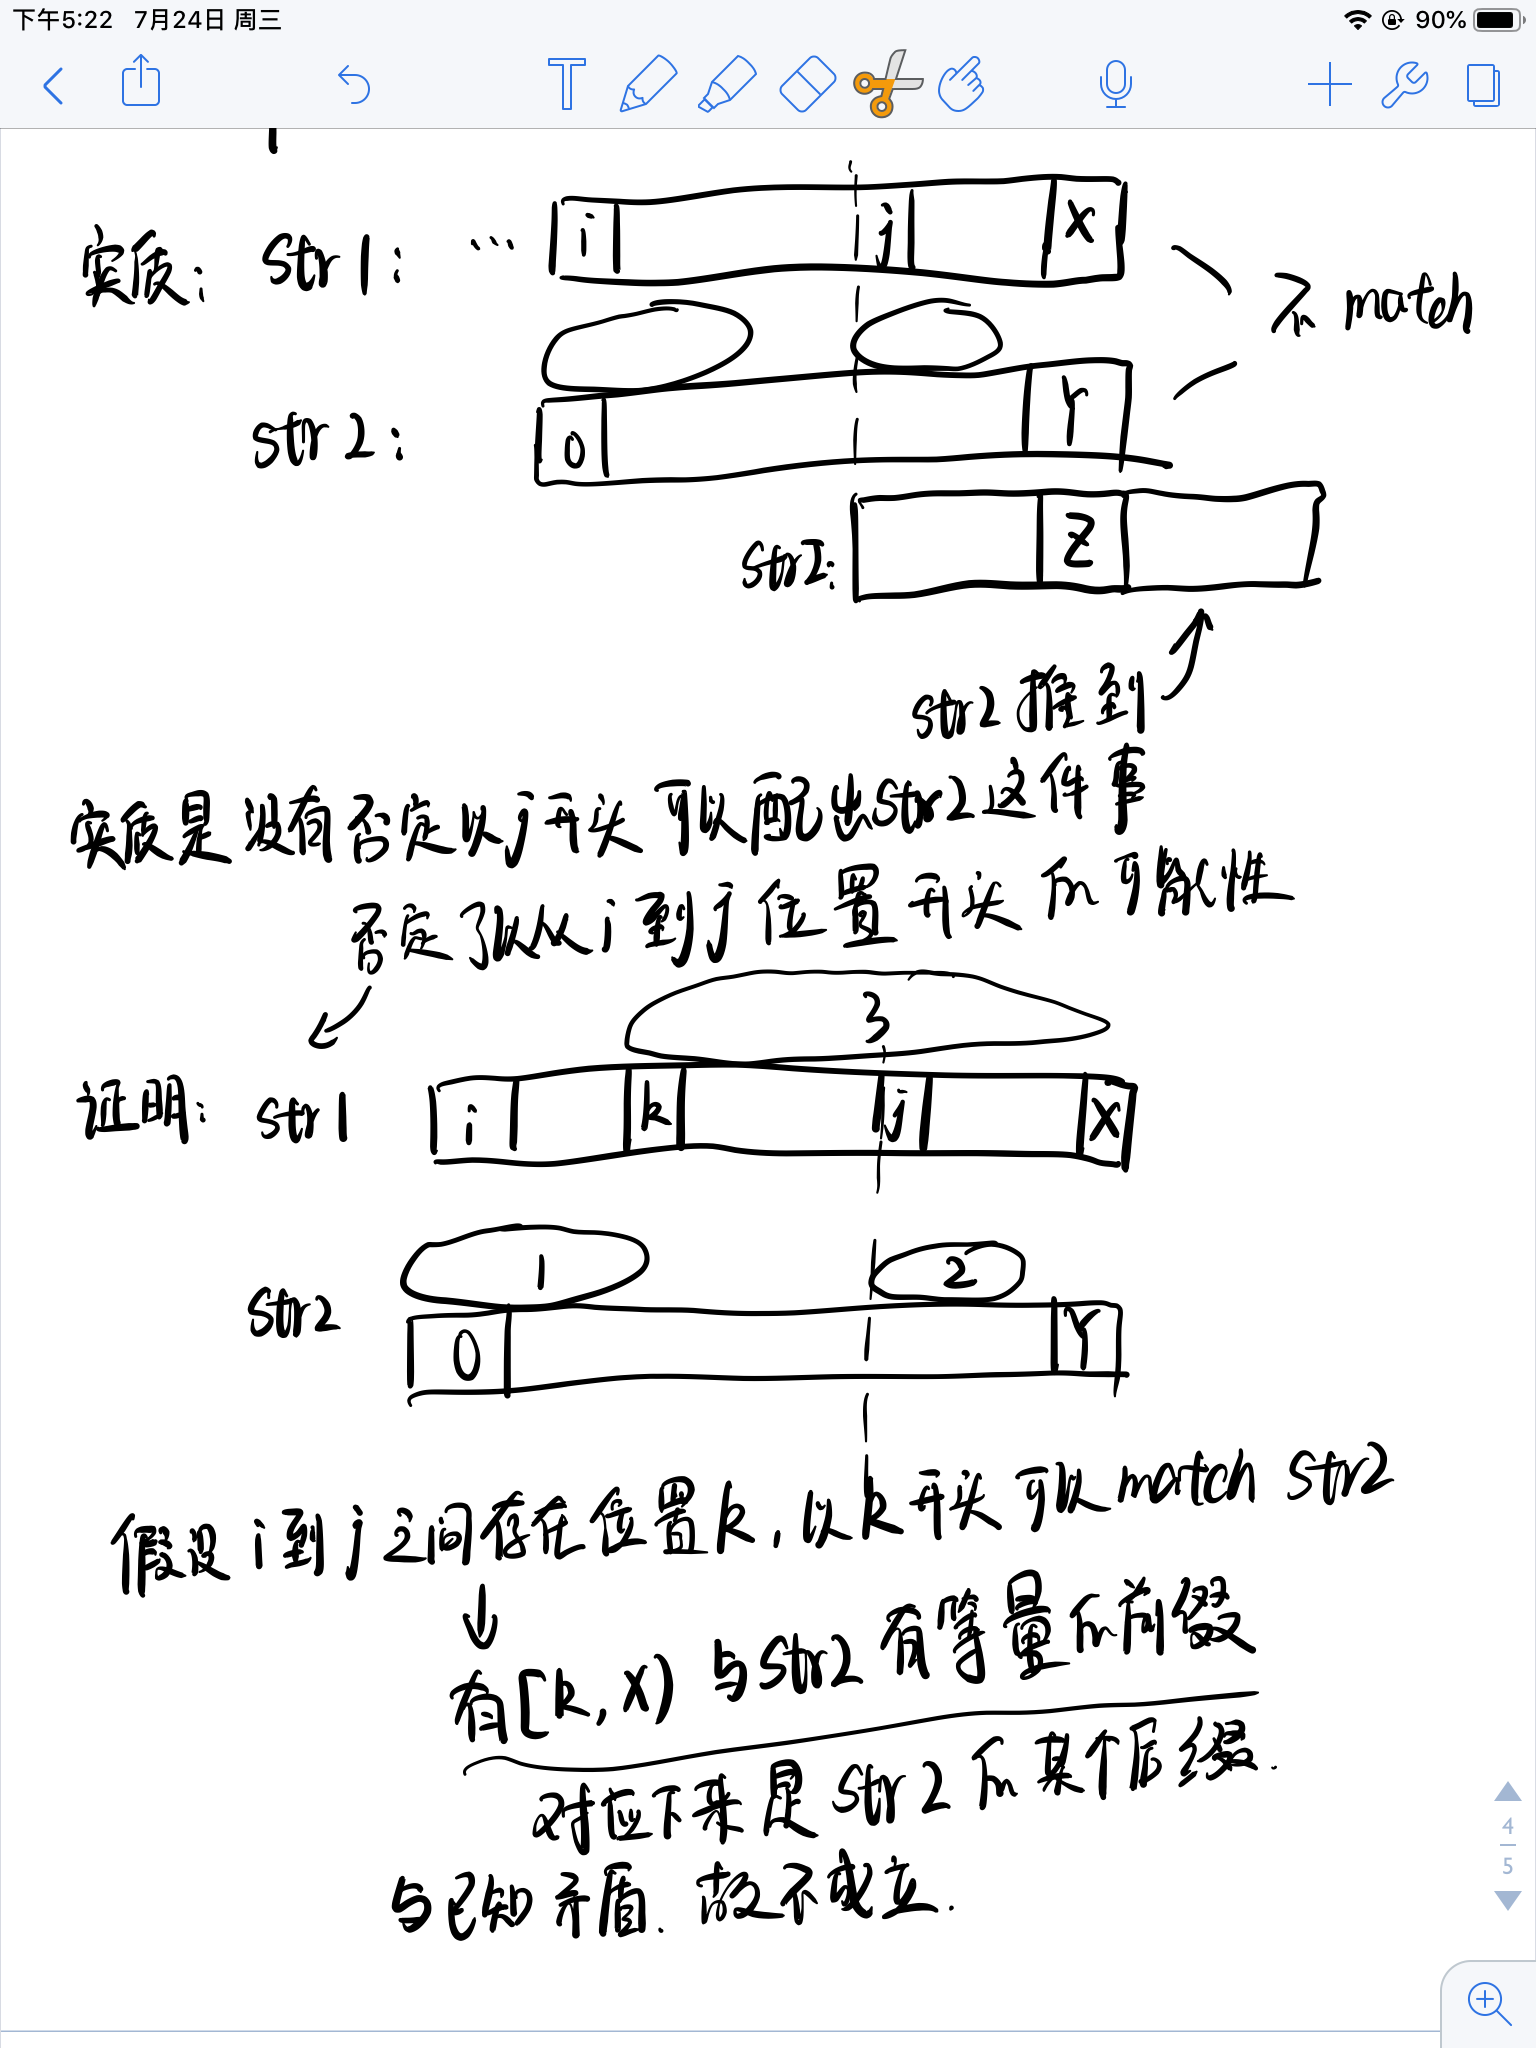 下午5:22 7月24日 周三 90%
实质: str1: ... i j X
不 match
str2: 0 Y
str2: Z
str2推到
实质是没有否定以j开头可以配出str2这件事
否定了以从i到j位置开头的可能性
3
证明: str1 i k j X
1 2
str2 0 Y
假设i到j之间存在位置k,以k开头可以match str2
↓
有[k,X)与str2有等量的前缀
对应下来是str2的某个后缀.
与已知矛盾.故不成立.
4
5